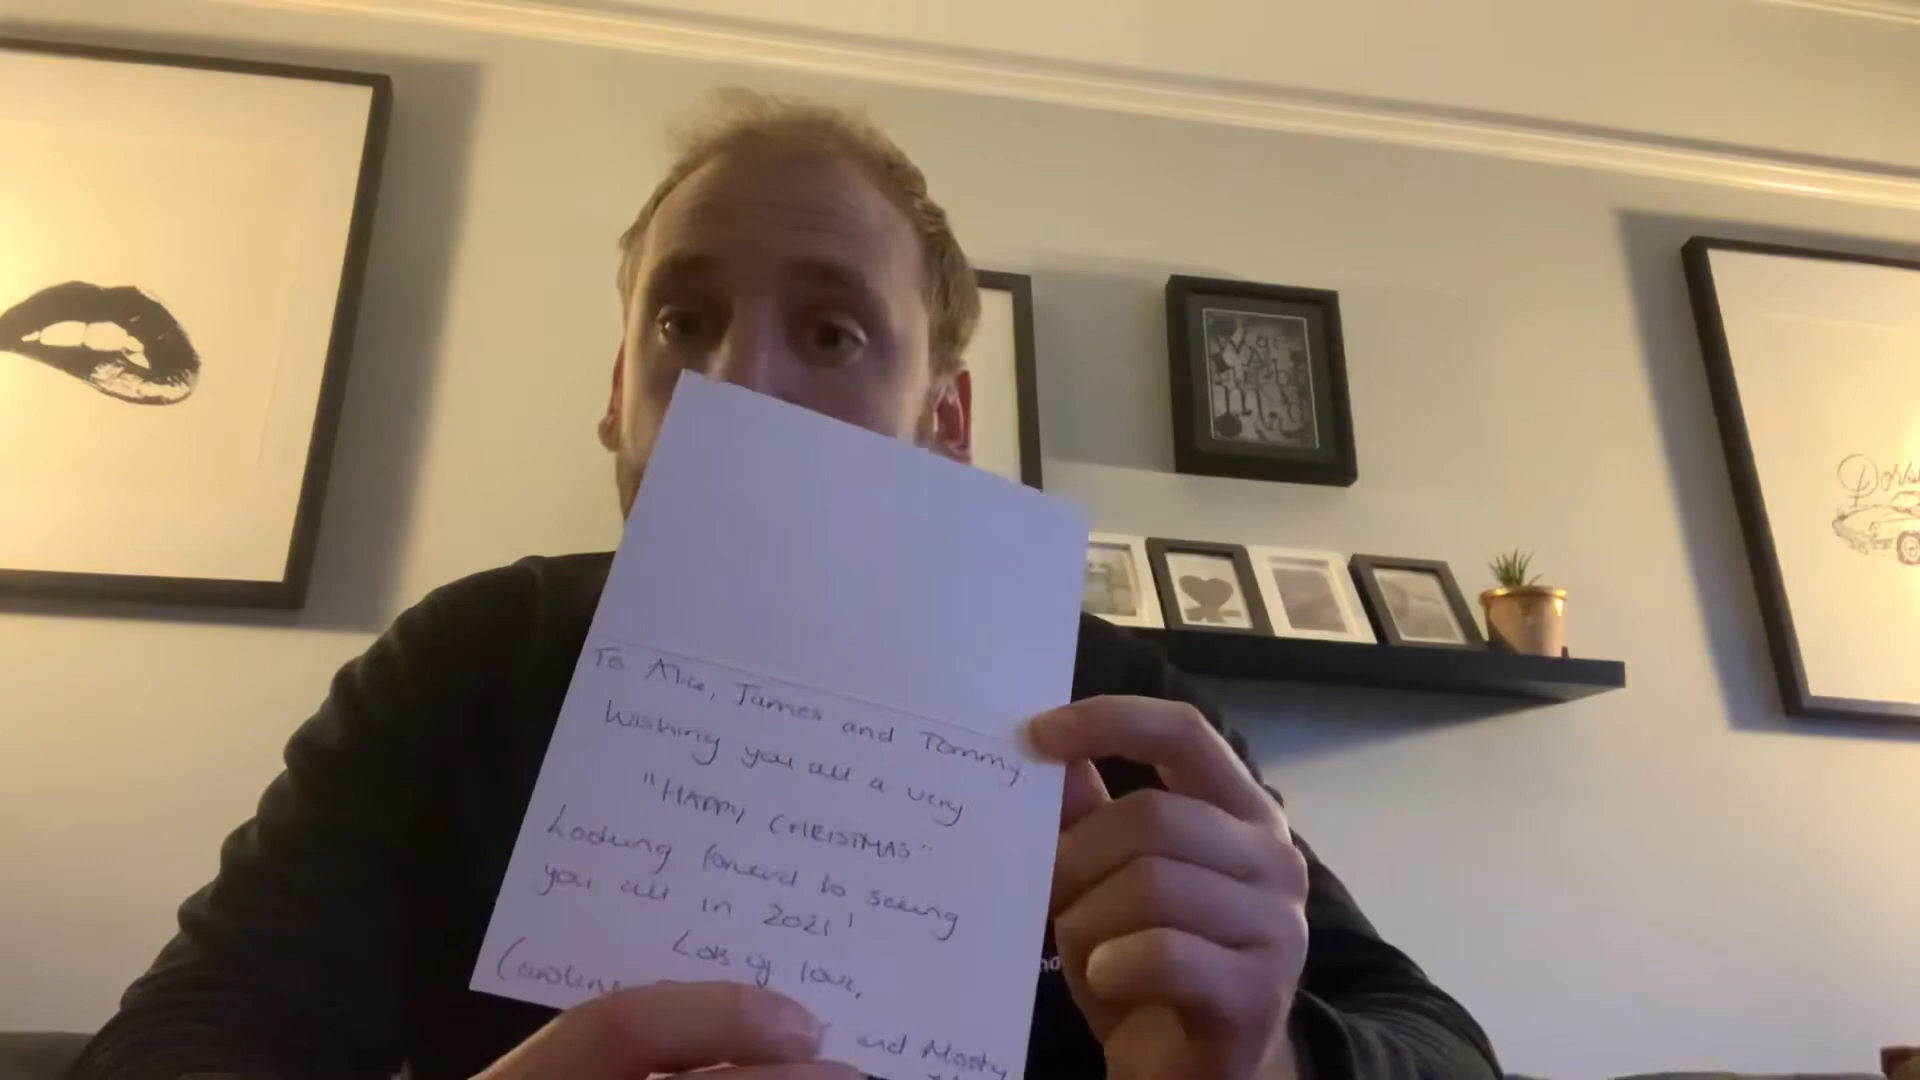 To Alice, James and Tommy,
Wishing you all a very
"HAPPY CHRISTMAS"
Looking forward to seeing
you all in 2021!
Lots of love,
Caroline
and Monty